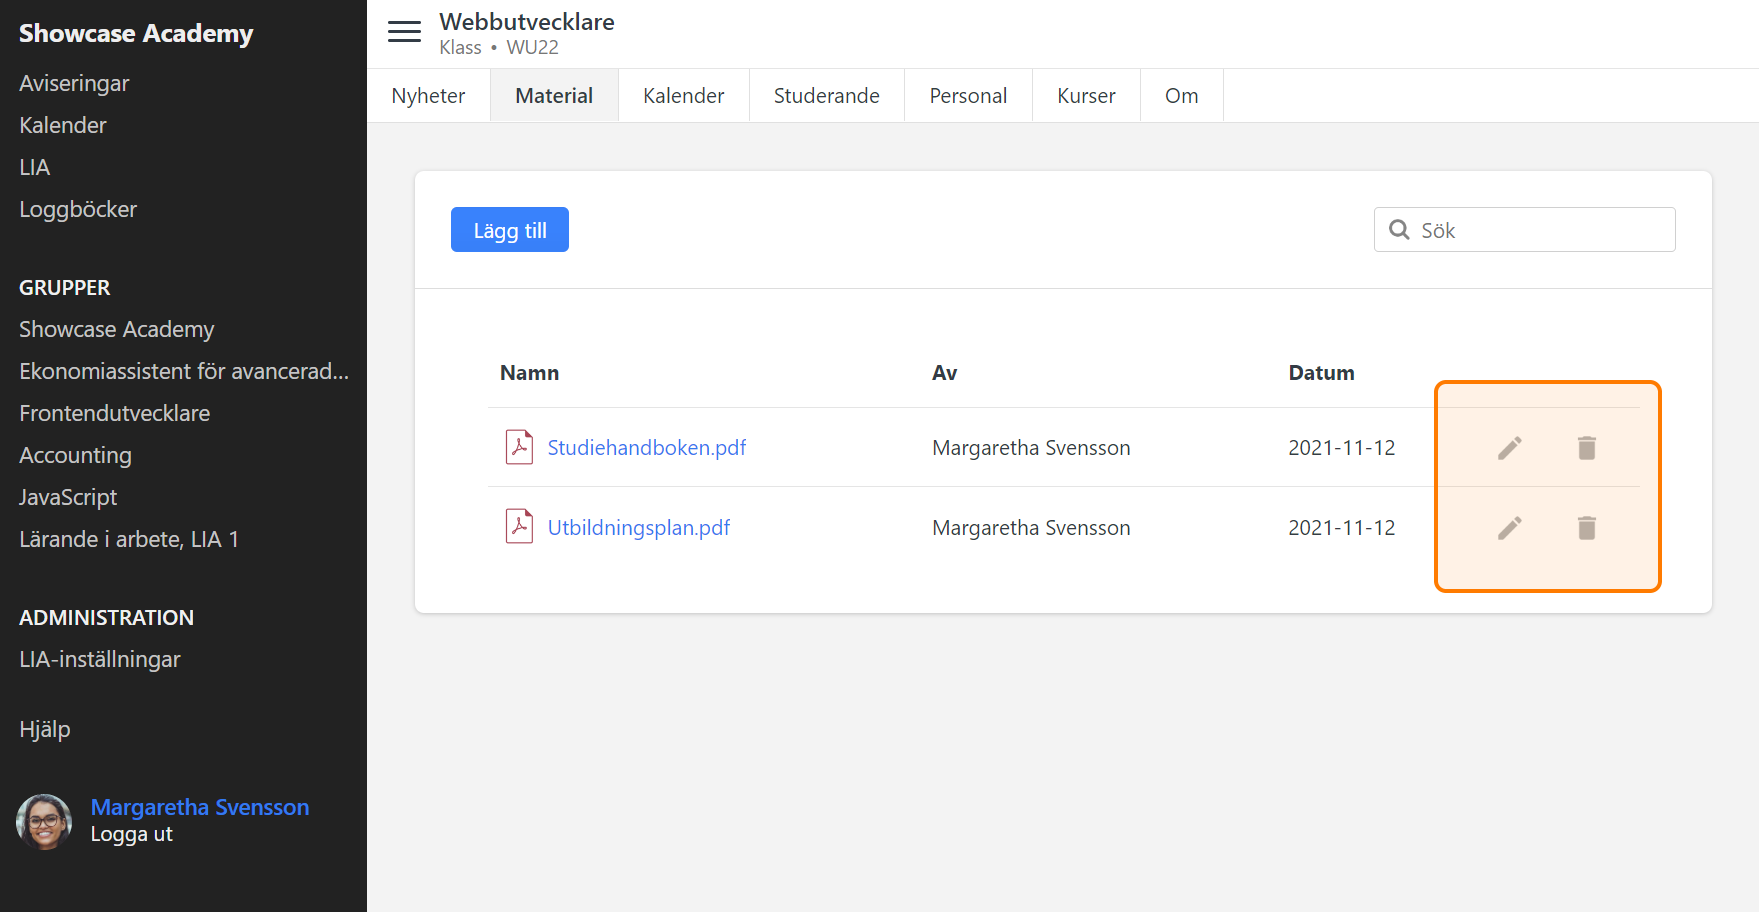 Showcase Academy
Aviseringar
Kalender
LIA
Loggböcker
GRUPPER
Showcase Academy
Ekonomiassistent för avancerad...
Frontendutvecklare
Accounting
JavaScript
Lärande i arbete, LIA 1
ADMINISTRATION
LIA-inställningar
Hjälp
Margaretha Svensson
Logga ut
Webbutvecklare
Klass • WU22
Nyheter Material Kalender Studerande Personal Kurser Om
Lägg till Sök
Namn Av Datum
Studiehandboken.pdf Margaretha Svensson 2021-11-12
Utbildningsplan.pdf Margaretha Svensson 2021-11-12